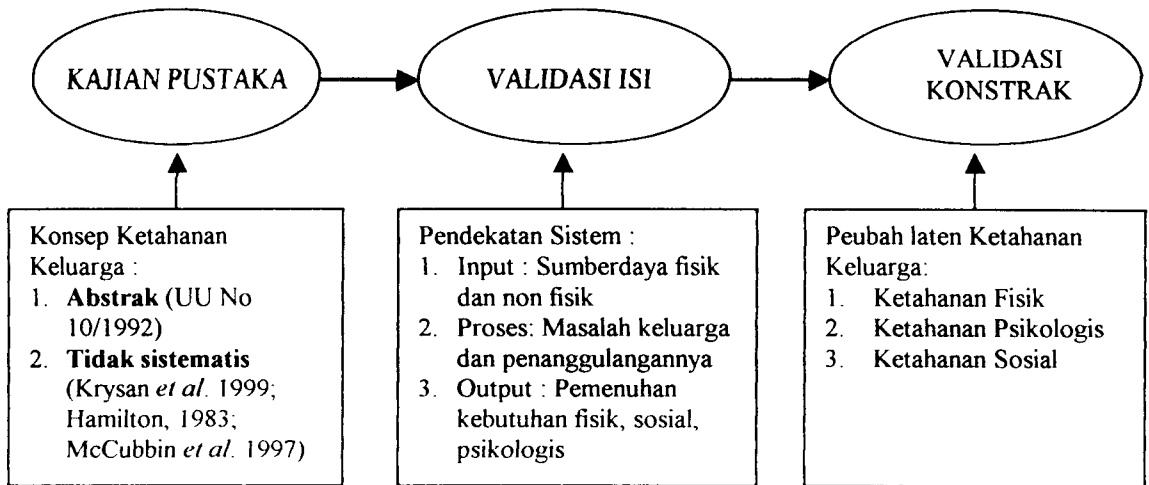 KAJIAN PUSTAKA
VALIDASI ISI
VALIDASI
KONSTRAK
Konsep Ketahanan
Keluarga :
1. Abstrak (UU No
10/1992)
2. Tidak sistematis
(Krysan et al. 1999;
Hamilton, 1983;
McCubbin et al. 1997)
Pendekatan Sistem :
1. Input : Sumberdaya fisik
dan non fisik
2. Proses: Masalah keluarga
dan penanggulangannya
3. Output : Pemenuhan
kebutuhan fisik, sosial,
psikologis
Peubah laten Ketahanan
Keluarga:
1. Ketahanan Fisik
2. Ketahanan Psikologis
3. Ketahanan Sosial